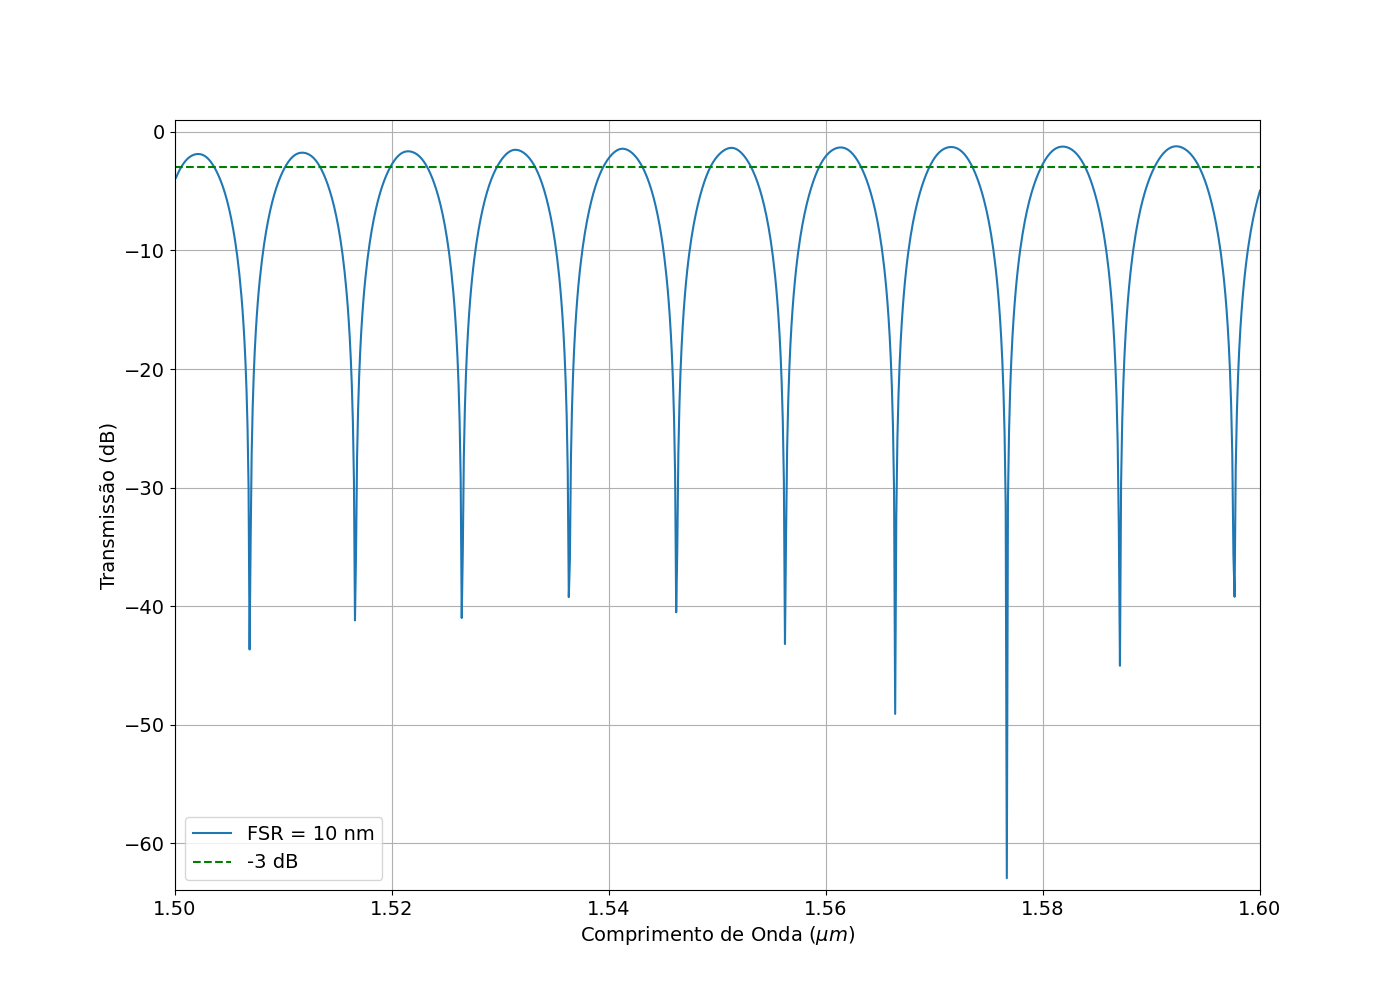 0
−10
−20
−30
−40
−50
−60
Transmissão (dB)
FSR = 10 nm
-3 dB
1.50 1.52 1.54 1.56 1.58 1.60
Comprimento de Onda (μm)